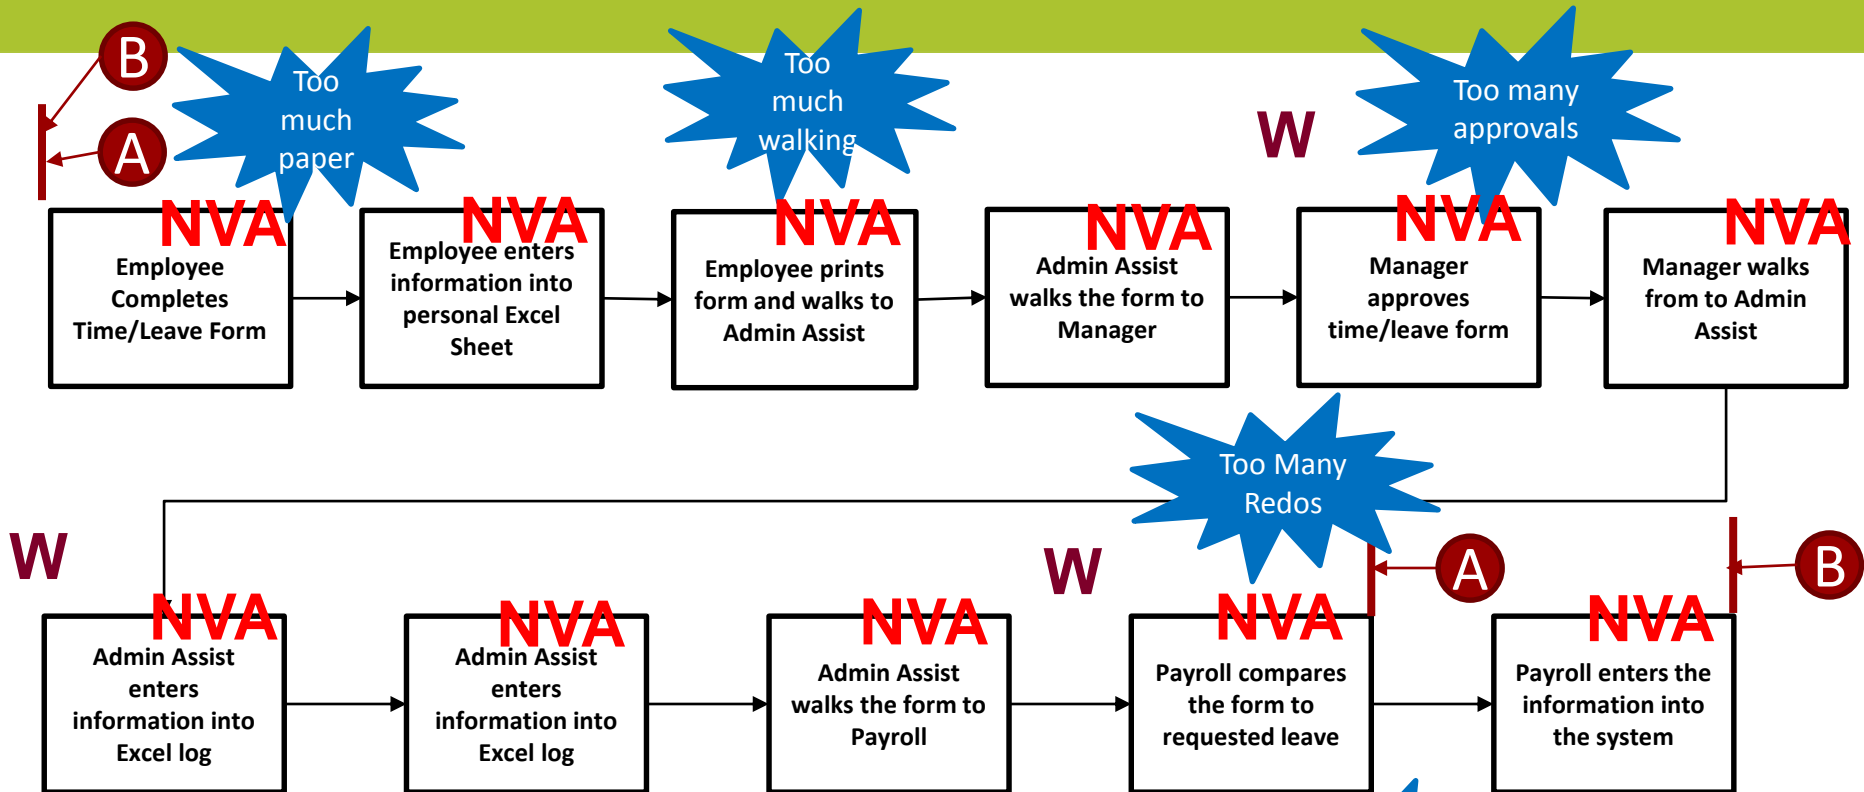 B
A
Too
much
paper
Too
much
walking
W
Too many
approvals
NVA
Employee
Completes
Time/Leave Form
NVA
Employee enters
information into
personal Excel
Sheet
NVA
Employee prints
form and walks to
Admin Assist
NVA
Admin Assist
walks the form to
Manager
NVA
Manager
approves
time/leave form
NVA
Manager walks
from to Admin
Assist
Too Many
Redos
W
W
A
B
NVA
Admin Assist
enters
information into
Excel log
NVA
Admin Assist
enters
information into
Excel log
NVA
Admin Assist
walks the form to
Payroll
NVA
Payroll compares
the form to
requested leave
NVA
Payroll enters the
information into
the system